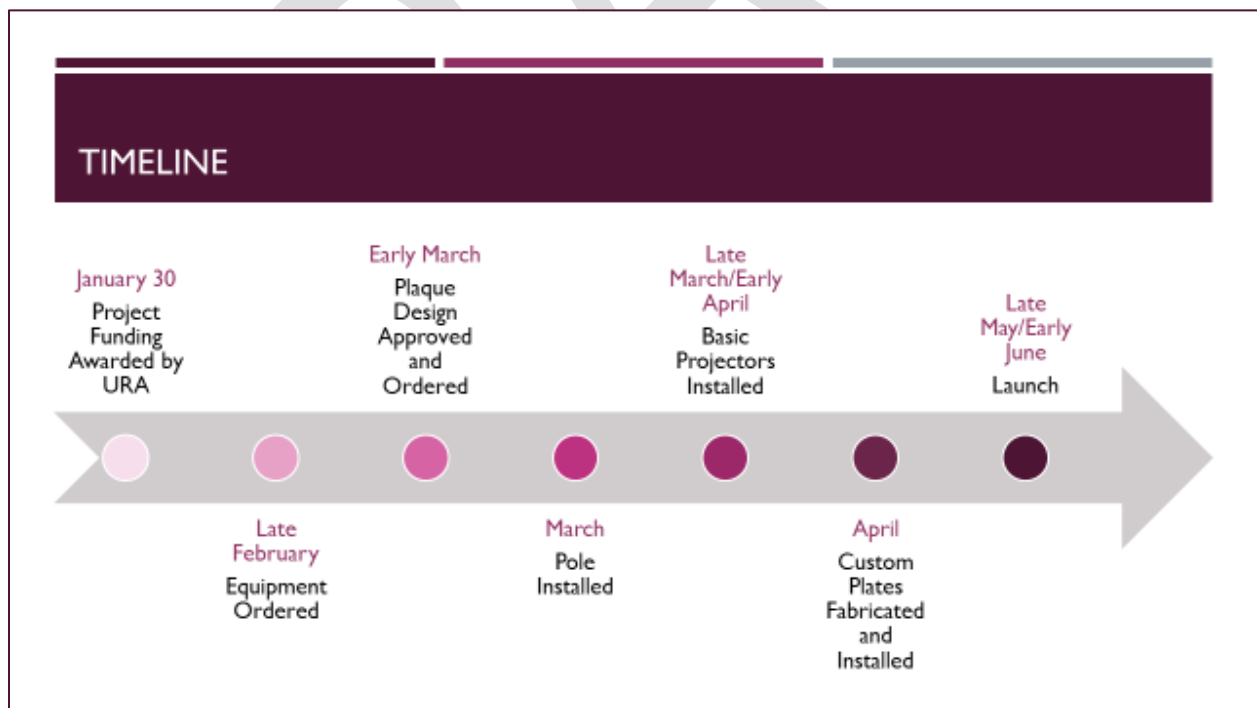 TIMELINE
January 30
Project
Funding
Awarded by
URA
Late
February
Equipment
Ordered
Early March
Plaque
Design
Approved
and
Ordered
March
Pole
Installed
Late
March/Early
April
Basic
Projectors
Installed
April
Custom
Plates
Fabricated
and
Installed
Late
May/Early
June
Launch